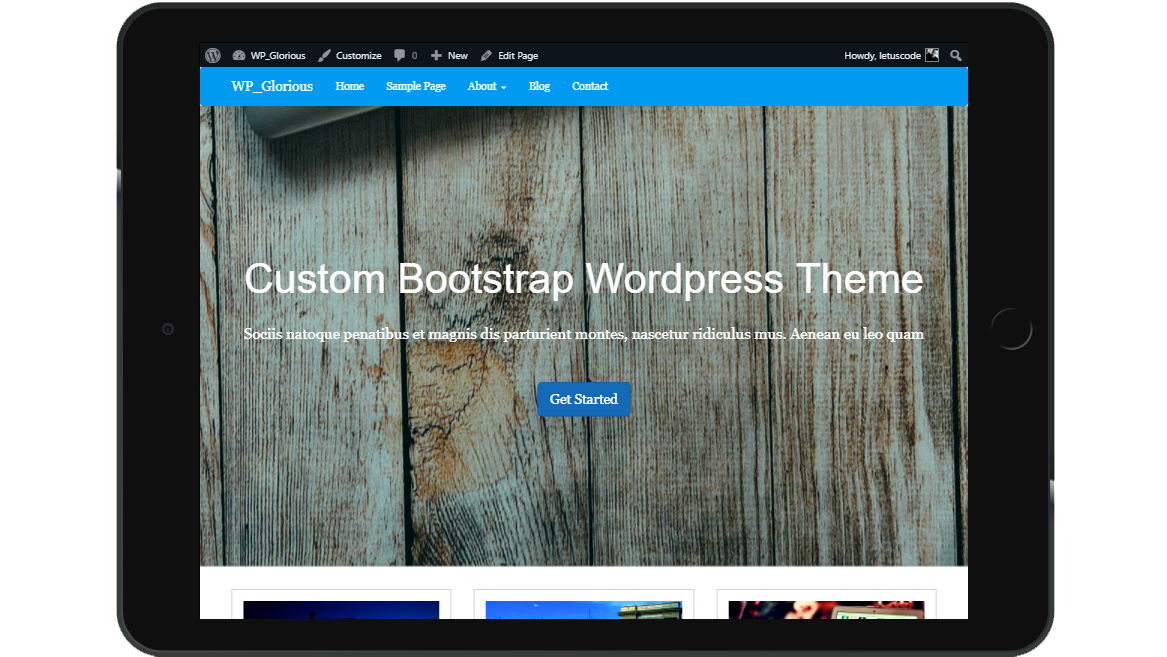 WP_Glorious Customize 0 New Edit Page Howdy, letuscode
WP_Glorious Home Sample Page About Blog Contact
Custom Bootstrap Wordpress Theme
Sociis natoque penatibus et magnis dis parturient montes, nascetur ridiculus mus. Aenean eu leo quam
Get Started